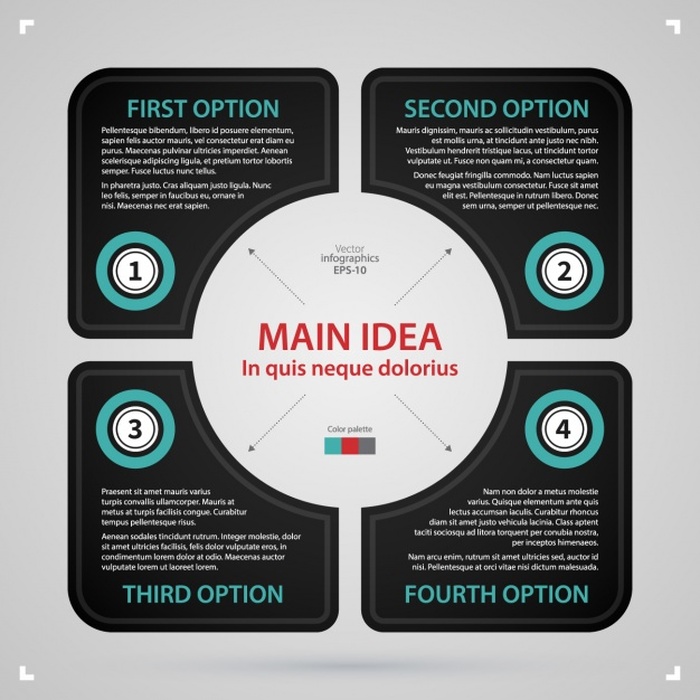 FIRST OPTION
Pellentesque bibendum, libero id posuere elementum,
sapien felis auctor mauris, vel consectetur erat diam eu
purus. Maecenas pulvinar ultricies imperdiet. Aenean
scelerisque adipiscing ligula, et pretium tortor lobortis
semper. Fusce luctus nunc tellus.
In pharetra justo. Cras aliquam justo ligula. Nunc
leo felis, semper in faucibus eu, ornare in
nisi. Maecenas nec erat sapien.
1
SECOND OPTION
Mauris dignissim, mauris ac sollicitudin vestibulum, purus
est mollis urna, at tincidunt ante justo nec nibh.
Vestibulum hendrerit tristique lacus, ut tincidunt tortor
vulputate ut. Fusce non quam mi, a consectetur quam.
Donec feugiat fringilla commodo. Nam luctus sapien
eu magna vestibulum consectetur. Fusce sit amet
elit est. Pellentesque in rutrum libero. Donec
sem urna, semper ut pellentesque nec.
2
Vector
infographics
EPS-10
MAIN IDEA
In quis neque dolorius
Color palette
3
Praesent sit amet mauris varius
turpis convallis ullamcorper. Mauris at
metus at turpis facilisis congue. Curabitur
tempus pellentesque risus.
Aenean sodales tincidunt rutrum. Integer molestie, dolor
sit amet ultricies facilisis, felis dolor vulputate eros, in
condimentum lorem dolor at odio. Maecenas auctor
vulputate lorem ut laoreet lorem.
THIRD OPTION
4
Nam non dolor a metus molestie
varius. Quisque elementum ante quis
lectus accumsan iaculis. Curabitur rhoncus
diam sit amet justo vehicula lacinia. Class aptent
taciti sociosqu ad litora torquent per conubia nostra,
per inceptos himenaeos.
Nam arcu enim, rutrum sit amet ultricies sed, auctor id
nisi. Pellentesque at orci vitae nisi dictum malesuada.
FOURTH OPTION